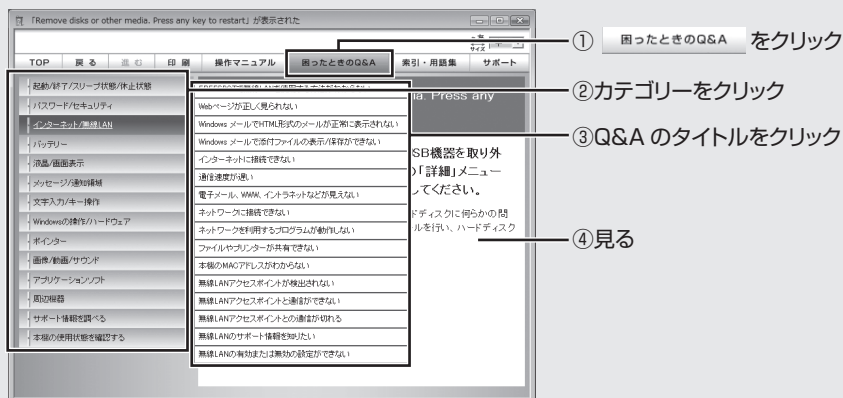 「Remove disks or other media. Press any key to restart」が表示された
TOP 戻る 進む 印刷 操作マニュアル 困ったときのQ&A 索引・用語集 サポート
起動/終了/スリープ状態/休止状態
パスワード/セキュリティ
インターネット/無線LAN
バッテリー
液晶/画面表示
メッセージ/通知領域
文字入力/キー操作
Windowsの操作/ハードウェア
ポインター
画像/動画/サウンド
アプリケーションソフト
周辺機器
サポート情報を調べる
本機の使用状態を確認する
Webページが正しく見られない
Windows メールでHTML形式のメールが正常に表示されない
Windows メールで添付ファイルの表示/保存ができない
インターネットに接続できない
通信速度が遅い
電子メール、WWW、イントラネットなどが見えない
ネットワークに接続できない
ネットワークを利用するプログラムが動作しない
ファイルやプリンターが共有できない
本機のMACアドレスがわからない
無線LANアクセスポイントが検出されない
無線LANアクセスポイントと通信ができない
無線LANアクセスポイントとの通信が切れる
無線LANのサポート情報を知りたい
無線LANの有効または無効の設定ができない
ia. Press any
SB機器を取り外
「詳細」メニュー
してください。
ドディスクに何らかの問
ルを行い、ハードディスク
① 困ったときのQ&A をクリック
②カテゴリーをクリック
③Q&A のタイトルをクリック
④見る